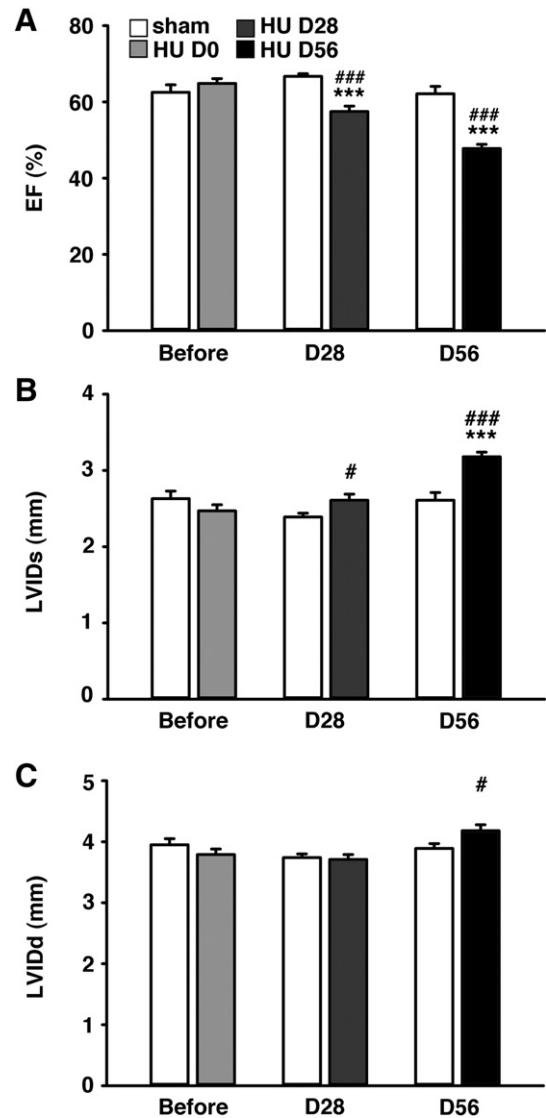 A
80
sham
HU D28
HU D0
HU D56
###
***
60
###
***
EF (%)
40
20
0
Before
D28
D56
B
4
###
***
3
#
LVIDs (mm)
2
1
0
Before
D28
D56
C
5
#
4
3
LVIDd (mm)
2
1
0
Before
D28
D56